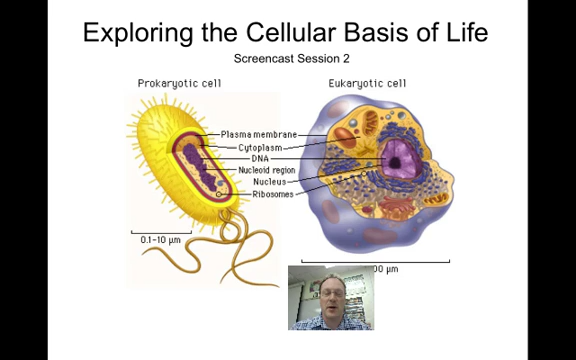 Exploring the Cellular Basis of Life
Screencast Session 2
Prokaryotic cell
Eukaryotic cell
Plasma membrane
Cytoplasm
DNA
Nucleoid region
Nucleus
Ribosomes
0.1–10 µm
00 µm